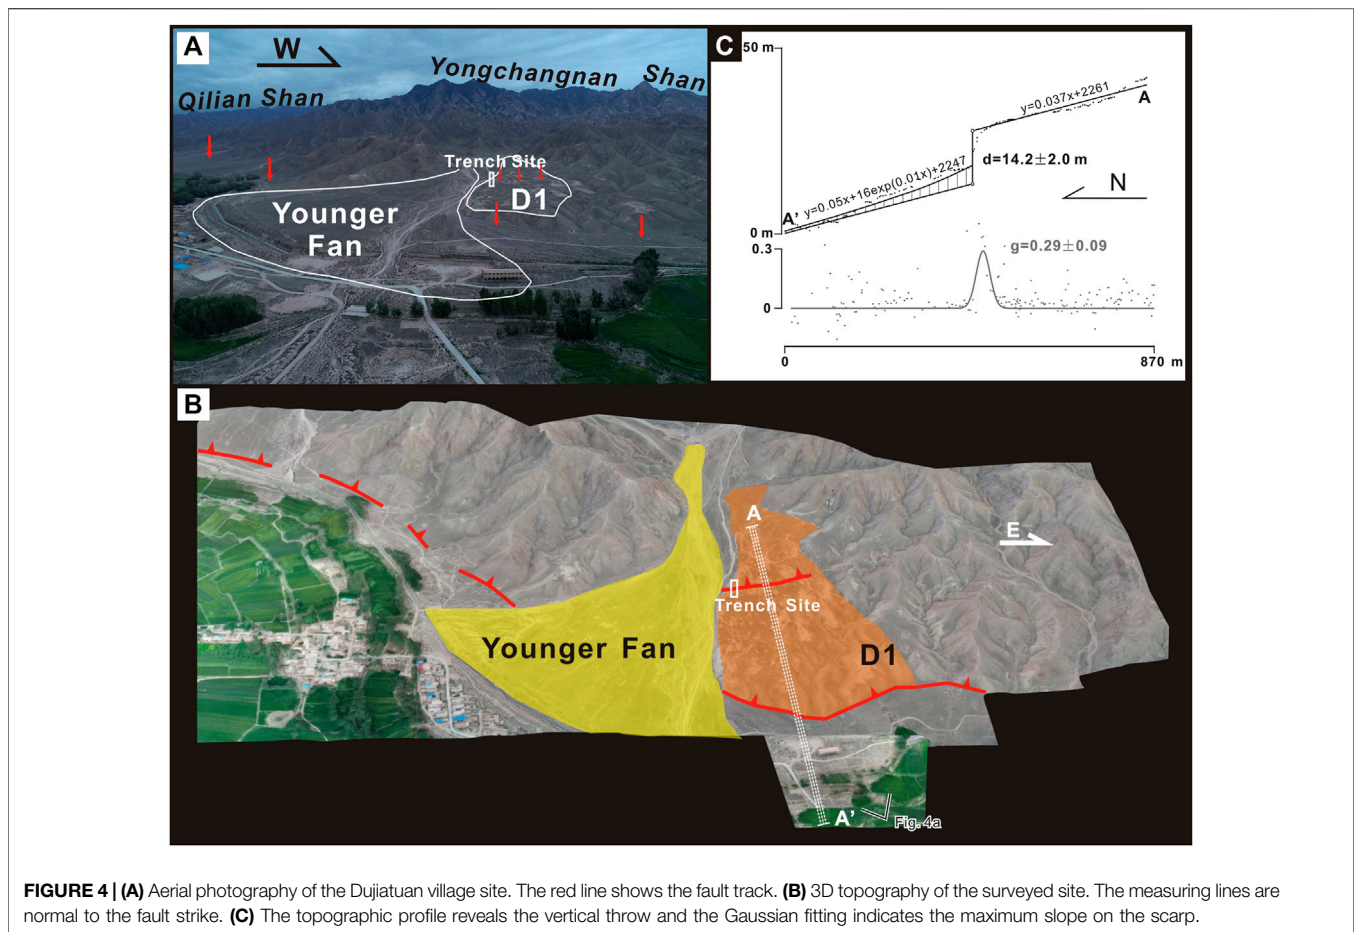 A
W
Qilian Shan
Yongchangnan Shan
Trench Site
D1
Younger
Fan
C
50 m
y=0.037x+2261
A
d=14.2±2.0 m
y=0.05x+16exp(0.01x)+2247
N
A'
0 m
0.3
g=0.29±0.09
0
0
870 m
B
A
E
Trench Site
Younger Fan
D1
A'
Fig. 4a
FIGURE 4 | (A) Aerial photography of the Dujiatuan village site. The red line shows the fault track. (B) 3D topography of the surveyed site. The measuring lines are
normal to the fault strike. (C) The topographic profile reveals the vertical throw and the Gaussian fitting indicates the maximum slope on the scarp.